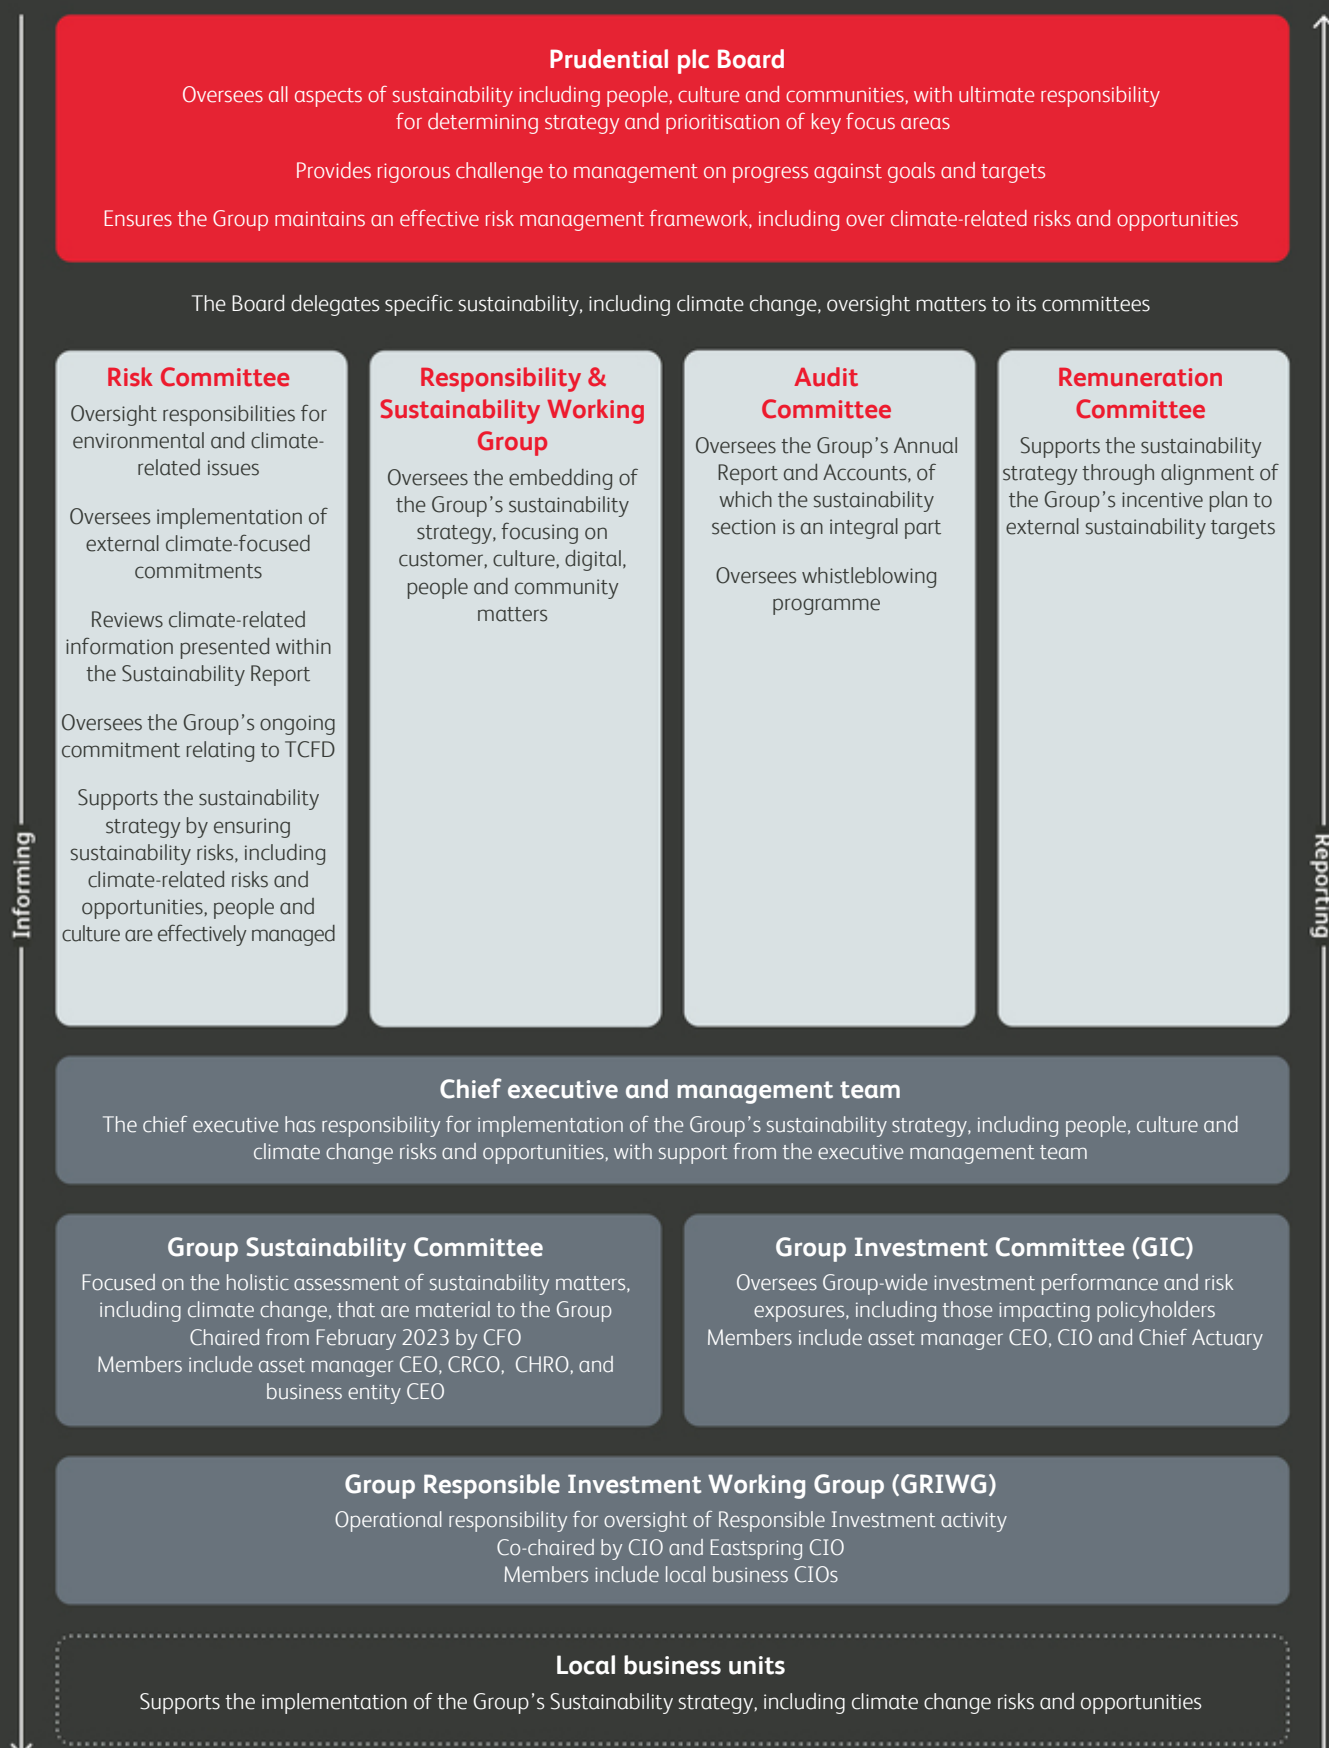 Prudential plc Board
Oversees all aspects of sustainability including people, culture and communities, with ultimate responsibility
for determining strategy and prioritisation of key focus areas
Provides rigorous challenge to management on progress against goals and targets
Ensures the Group maintains an effective risk management framework, including over climate-related risks and opportunities
The Board delegates specific sustainability, including climate change, oversight matters to its committees
Risk Committee
Oversight responsibilities for
environmental and climate-
related issues
Oversees implementation of
external climate-focused
commitments
Reviews climate-related
information presented within
the Sustainability Report
Oversees the Group's ongoing
commitment relating to TCFD
Supports the sustainability
strategy by ensuring
sustainability risks, including
climate-related risks and
opportunities, people and
culture are effectively managed
Responsibility &
Sustainability Working
Group
Oversees the embedding of
the Group's sustainability
strategy, focusing on
customer, culture, digital,
people and community
matters
Audit
Committee
Oversees the Group's Annual
Report and Accounts, of
which the sustainability
section is an integral part
Oversees whistleblowing
programme
Remuneration
Committee
Supports the sustainability
strategy through alignment of
the Group's incentive plan to
external sustainability targets
Informing
Reporting
Chief executive and management team
The chief executive has responsibility for implementation of the Group's sustainability strategy, including people, culture and
climate change risks and opportunities, with support from the executive management team
Group Sustainability Committee
Focused on the holistic assessment of sustainability matters,
including climate change, that are material to the Group
Chaired from February 2023 by CFO
Members include asset manager CEO, CRCO, CHRO, and
business entity CEO
Group Investment Committee (GIC)
Oversees Group-wide investment performance and risk
exposures, including those impacting policyholders
Members include asset manager CEO, CIO and Chief Actuary
Group Responsible Investment Working Group (GRIWG)
Operational responsibility for oversight of Responsible Investment activity
Co-chaired by CIO and Eastspring CIO
Members include local business CIOs
Local business units
Supports the implementation of the Group's Sustainability strategy, including climate change risks and opportunities